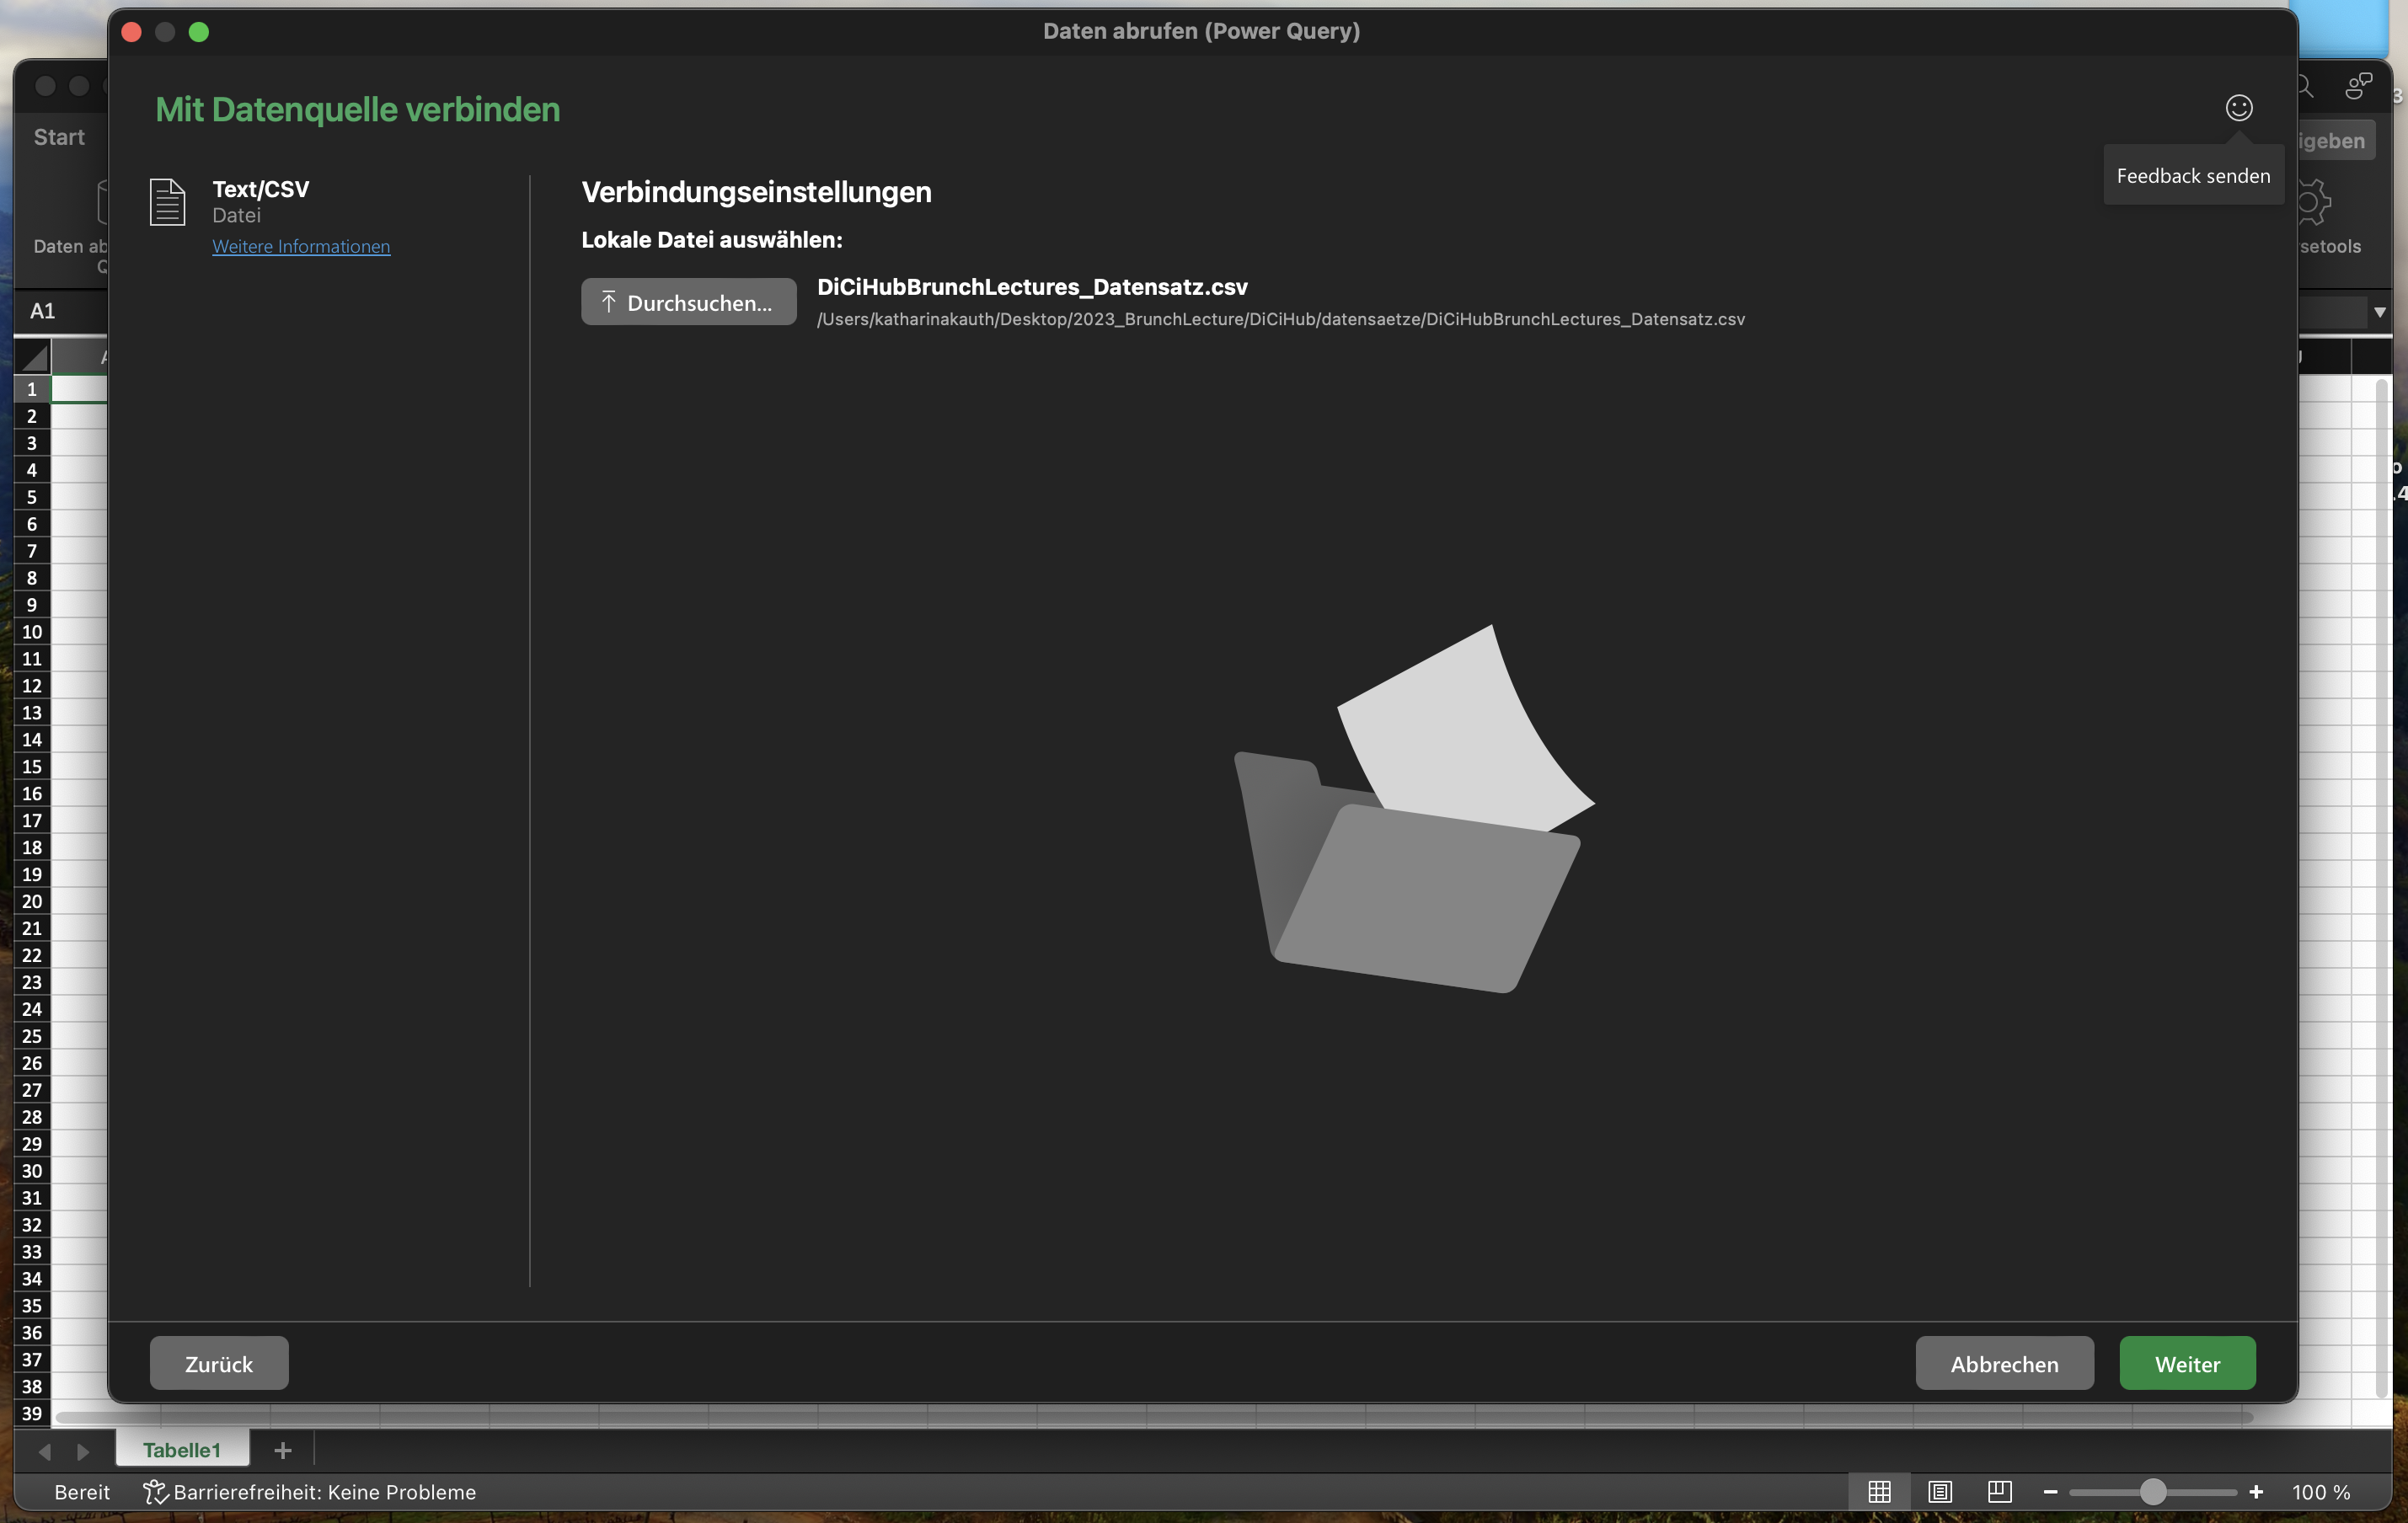 Daten abrufen (Power Query)
Mit Datenquelle verbinden
Start
igeben
Feedback senden
Text/CSV
Datei
Weitere Informationen
Verbindungseinstellungen
Lokale Datei auswählen:
Durchsuchen...
DiCiHubBrunchLectures_Datensatz.csv
/Users/katharinakauth/Desktop/2023_BrunchLecture/DiCiHub/datensaetze/DiCiHubBrunchLectures_Datensatz.csv
Daten ab
setools
A1
1
2
3
4
5
6
7
8
9
10
11
12
13
14
15
16
17
18
19
20
21
22
23
24
25
26
27
28
29
30
31
32
33
34
35
36
37
38
39
Zurück
Abbrechen
Weiter
Tabelle1
Bereit
Barrierefreiheit: Keine Probleme
100 %